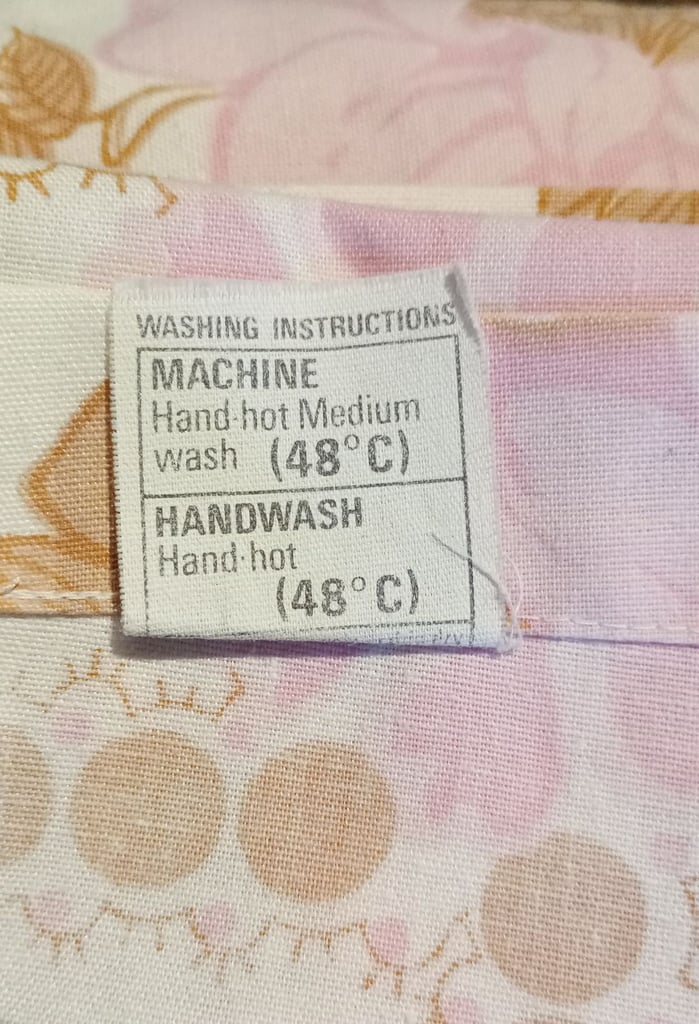 WASHING INSTRUCTIONS
MACHINE
Hand-hot Medium
wash (48°C)
HANDWASH
Hand-hot
(48°C)